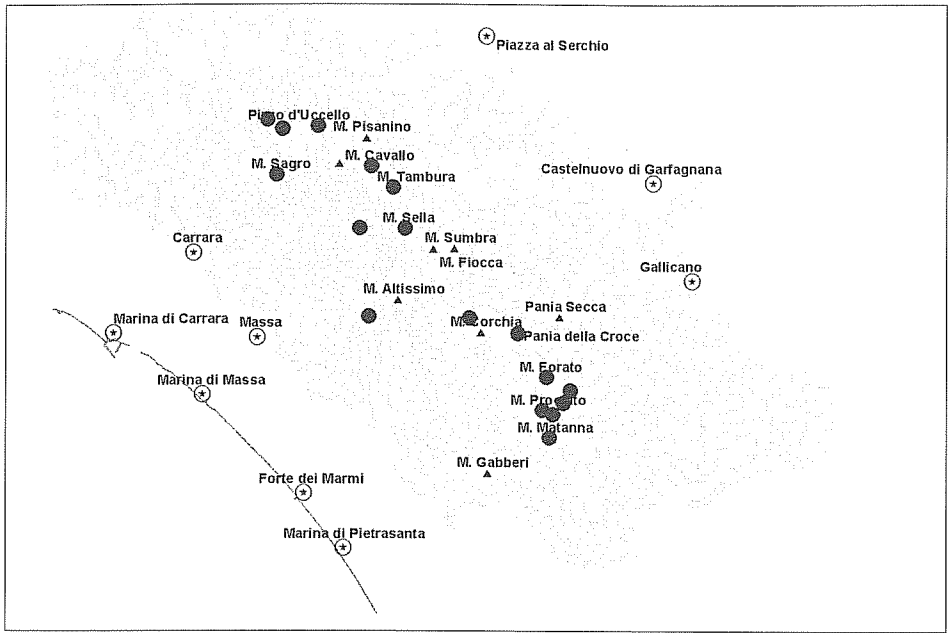 Piazza al Serchio
Pizzo d'Uccello
M. Pisanino
M. Cavallo
M. Sagro
M. Tambura
Castelnuovo di Garfagnana
M. Sella
Carrara
M. Sumbra
M. Fiocca
Gallicano
M. Altissimo
Pania Secca
Marina di Carrara
Massa
M. Corchia
Pania della Croce
M. Forato
Marina di Massa
M. Procinto
M. Matanna
M. Gabberi
Forte dei Marmi
Marina di Pietrasanta